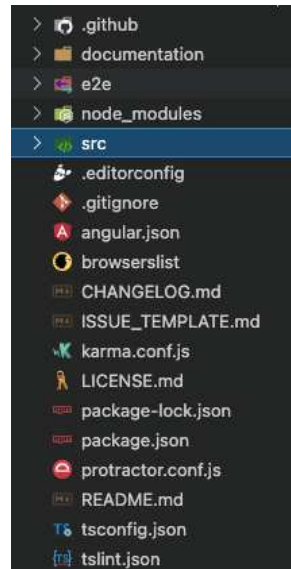 .github
documentation
e2e
node_modules
src
.editorconfig
.gitignore
angular.json
browserslist
CHANGELOG.md
ISSUE_TEMPLATE.md
karma.conf.js
LICENSE.md
package-lock.json
package.json
protractor.conf.js
README.md
tsconfig.json
tslint.json